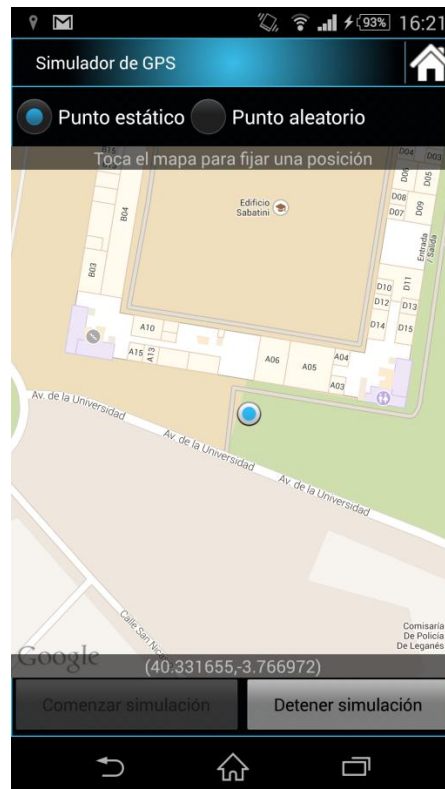 93% 16:21
Simulador de GPS
Punto estático Punto aleatorio
Toca el mapa para fijar una posición
B15
D04
D03
D06
D05
B04
Edificio
Sabatini
D08
D07
D09
Entrada
/ Salida
B03
D10
D11
D12
D13
A10
D14
D15
A15
A13
A06
A05
A04
A03
Av. de la Universidad
Av. de la Universidad
Av. de la Universidad
Calle San Nicas
Comisaría
De Policía
De Leganés
Google
(40.331655,-3.766972)
Comenzar simulación Detener simulación